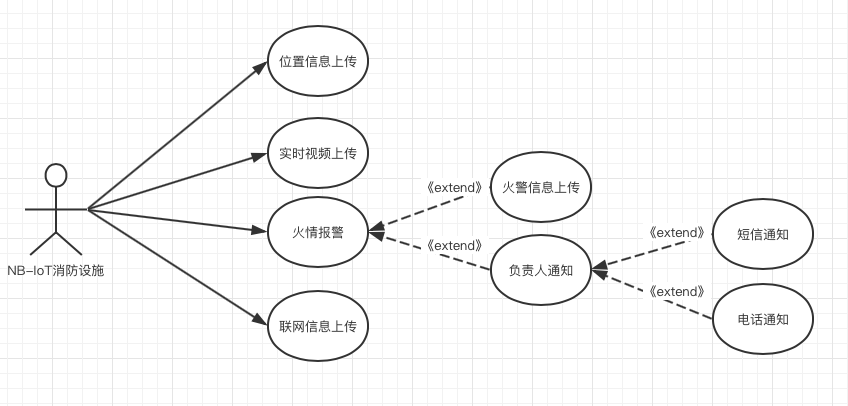 位置信息上传
实时视频上传
火情报警
联网信息上传
NB-IoT消防设施
《extend》
火警信息上传
《extend》
负责人通知
《extend》
短信通知
《extend》
电话通知